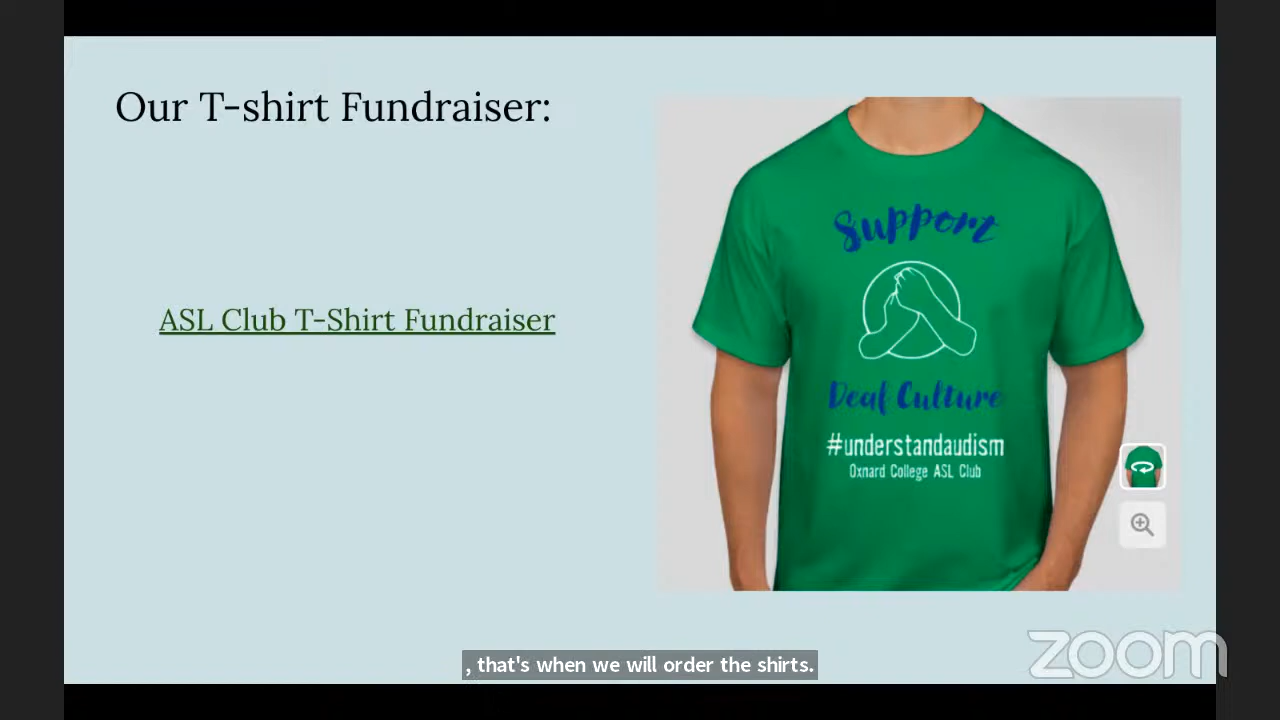 Our T-shirt Fundraiser:
ASL Club T-Shirt Fundraiser
Support
Deaf Culture
#understandaudism
Oxnard College ASL Club
, that's when we will order the shirts.
zoom